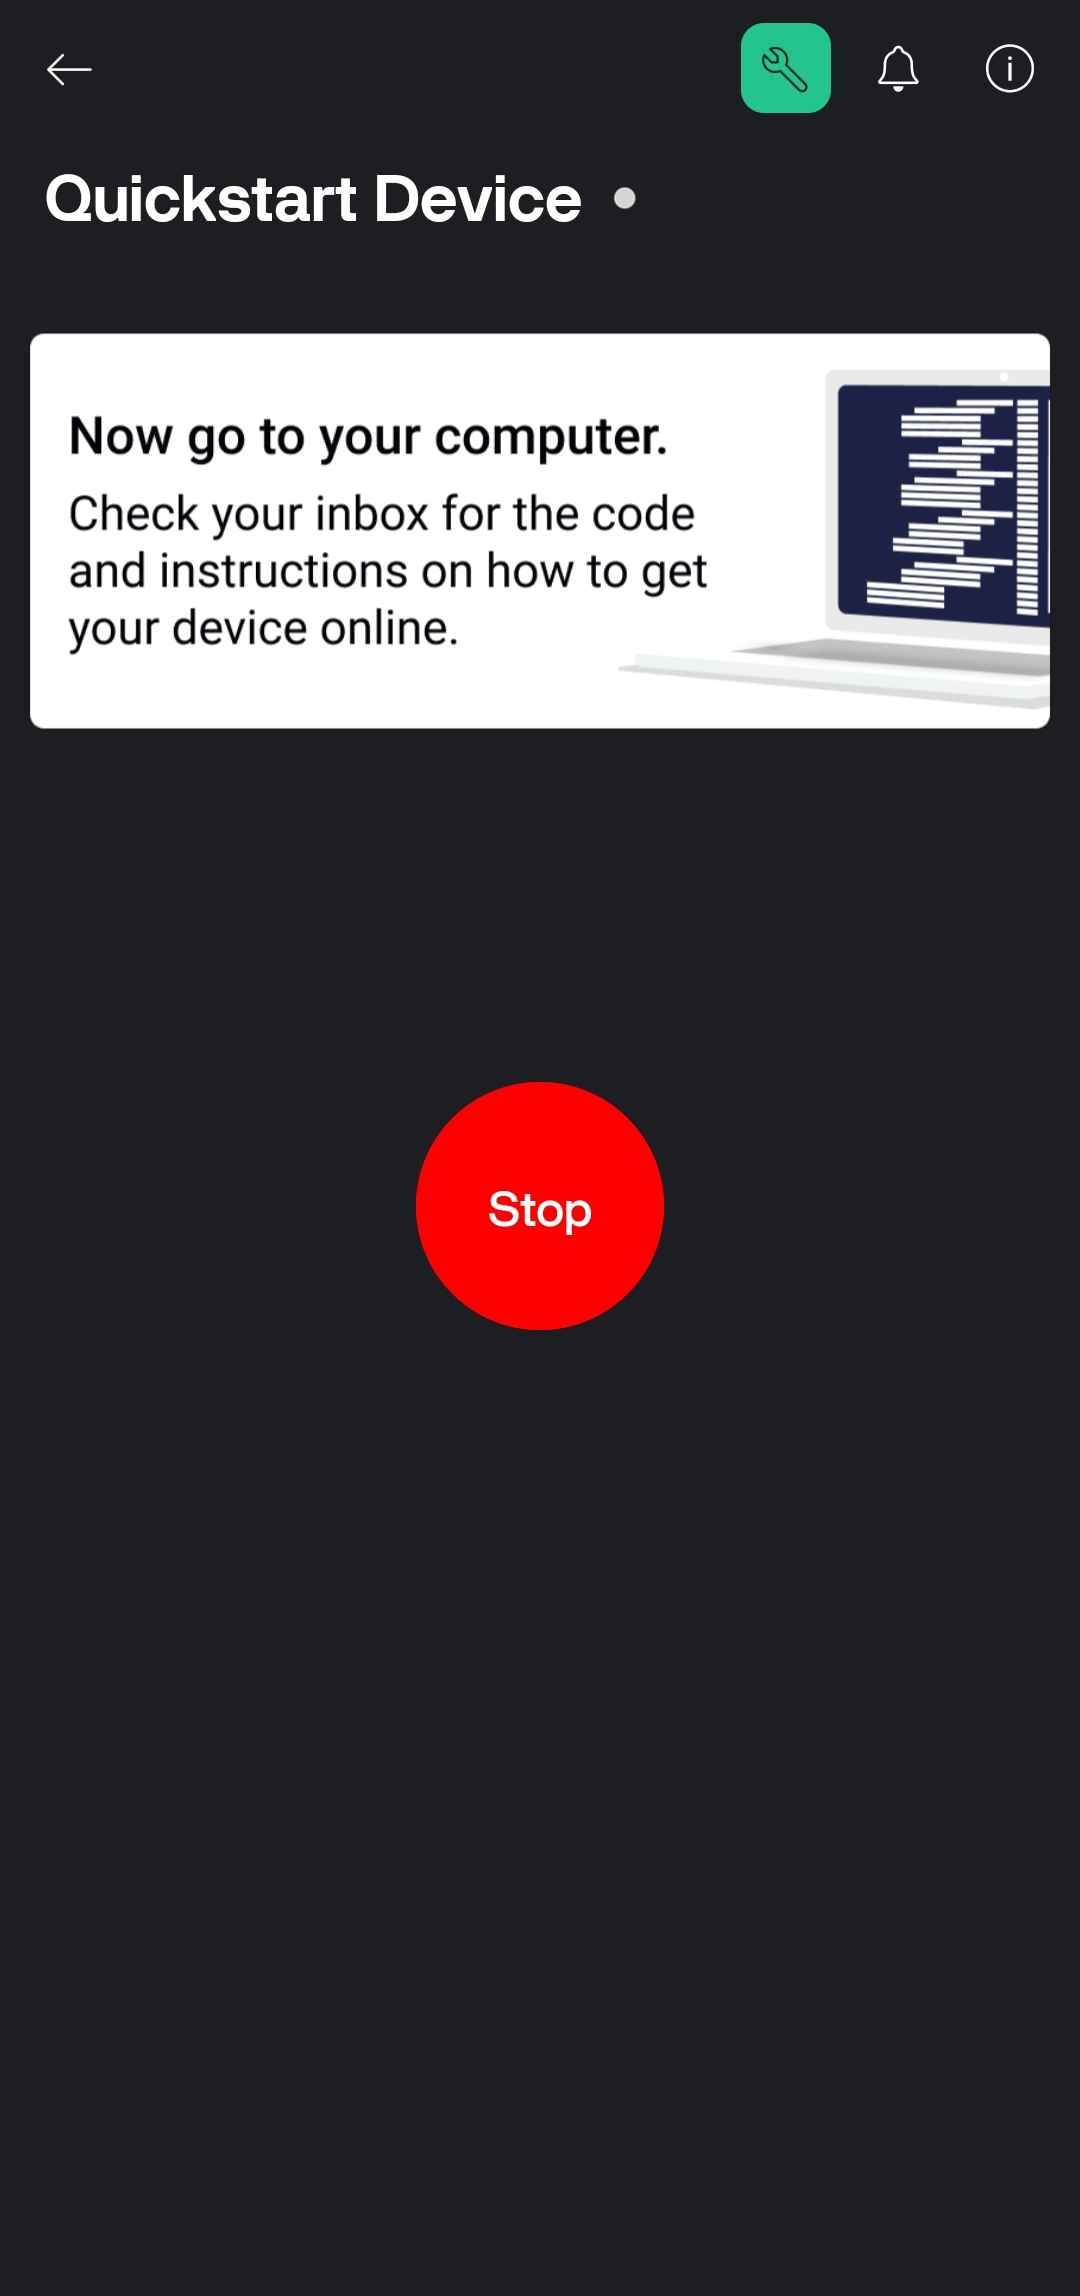 Quickstart Device
Now go to your computer.
Check your inbox for the code
and instructions on how to get
your device online.
Stop